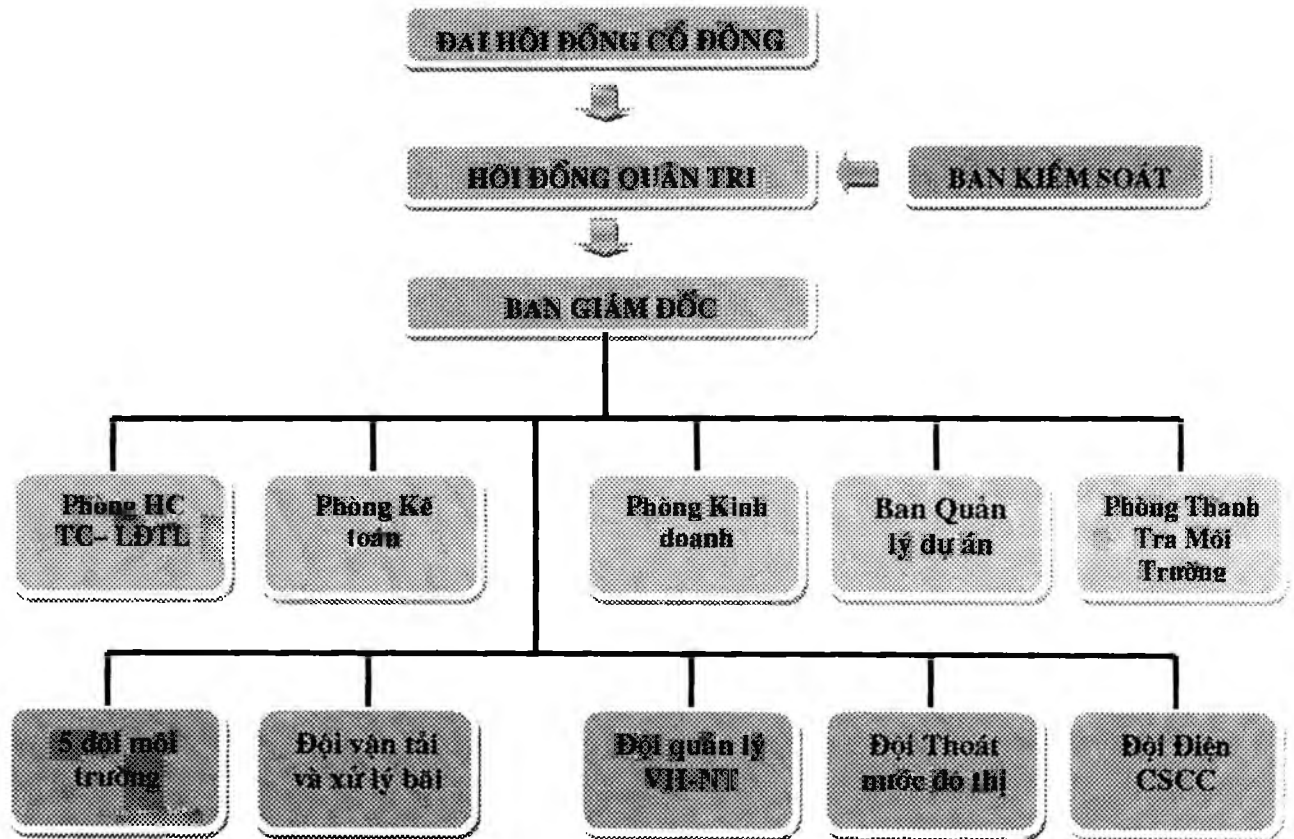 ĐẠI HỘI ĐỒNG CỔ ĐÔNG
HỘI ĐỒNG QUẢN TRỊ
BAN KIỂM SOÁT
BAN GIÁM ĐỐC
Phòng HC
TC– LĐTL
Phòng Kế
toán
Phòng Kinh
doanh
Ban Quản
lý dự án
Phòng Thanh
Tra Môi
Trường
5 đội môi
trường
Đội vận tải
và xử lý bãi
Đội quản lý
VH-NT
Đội Thoát
nước đô thị
Đội Điện
CSCC